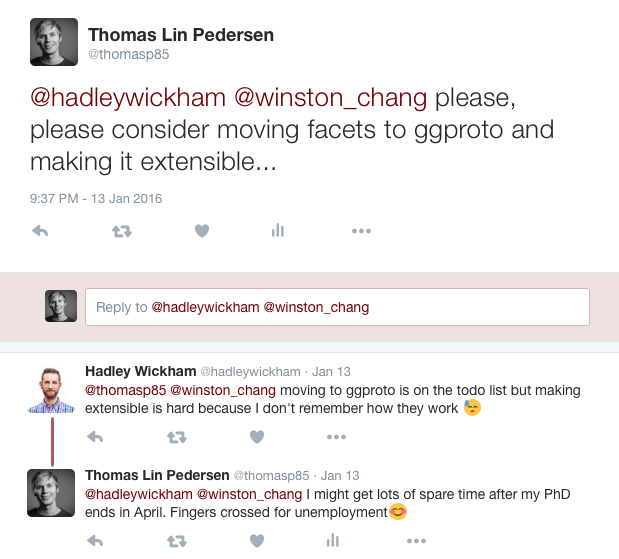 Thomas Lin Pedersen
@thomasp85
@hadleywickham @winston_chang please,
please consider moving facets to ggproto and
making it extensible...
9:37 PM - 13 Jan 2016
Reply to @hadleywickham @winston_chang
Hadley Wickham @hadleywickham · Jan 13
@thomasp85 @winston_chang moving to ggproto is on the todo list but making
extensible is hard because I don't remember how they work 😓
Thomas Lin Pedersen @thomasp85 · Jan 13
@hadleywickham @winston_chang I might get lots of spare time after my PhD
ends in April. Fingers crossed for unemployment😊